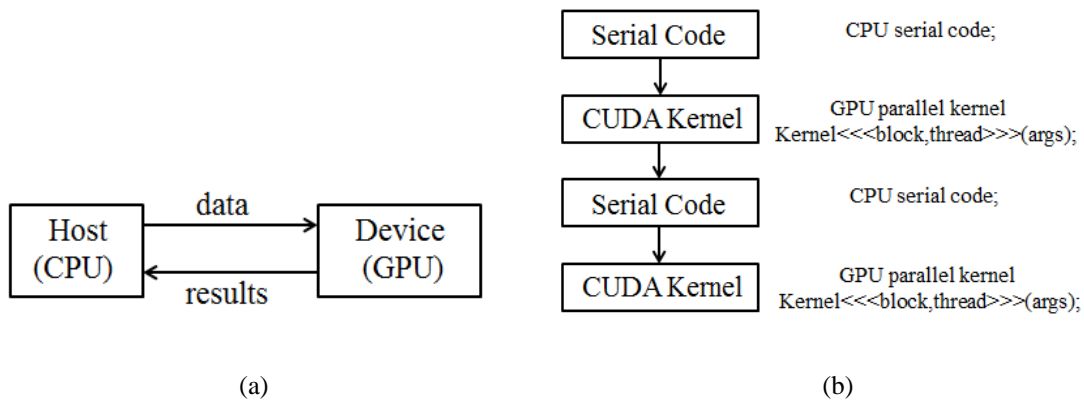 data
Host
(CPU)
Device
(GPU)
results
(a)
Serial Code
CPU serial code;
CUDA Kernel
GPU parallel kernel
Kernel<<<block,thread>>>(args);
Serial Code
CPU serial code;
CUDA Kernel
GPU parallel kernel
Kernel<<<block,thread>>>(args);
(b)